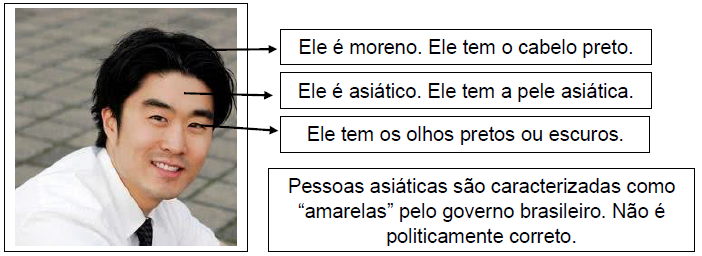 Ele é moreno. Ele tem o cabelo preto.
Ele é asiático. Ele tem a pele asiática.
Ele tem os olhos pretos ou escuros.
Pessoas asiáticas são caracterizadas como
“amarelas” pelo governo brasileiro. Não é
politicamente correto.